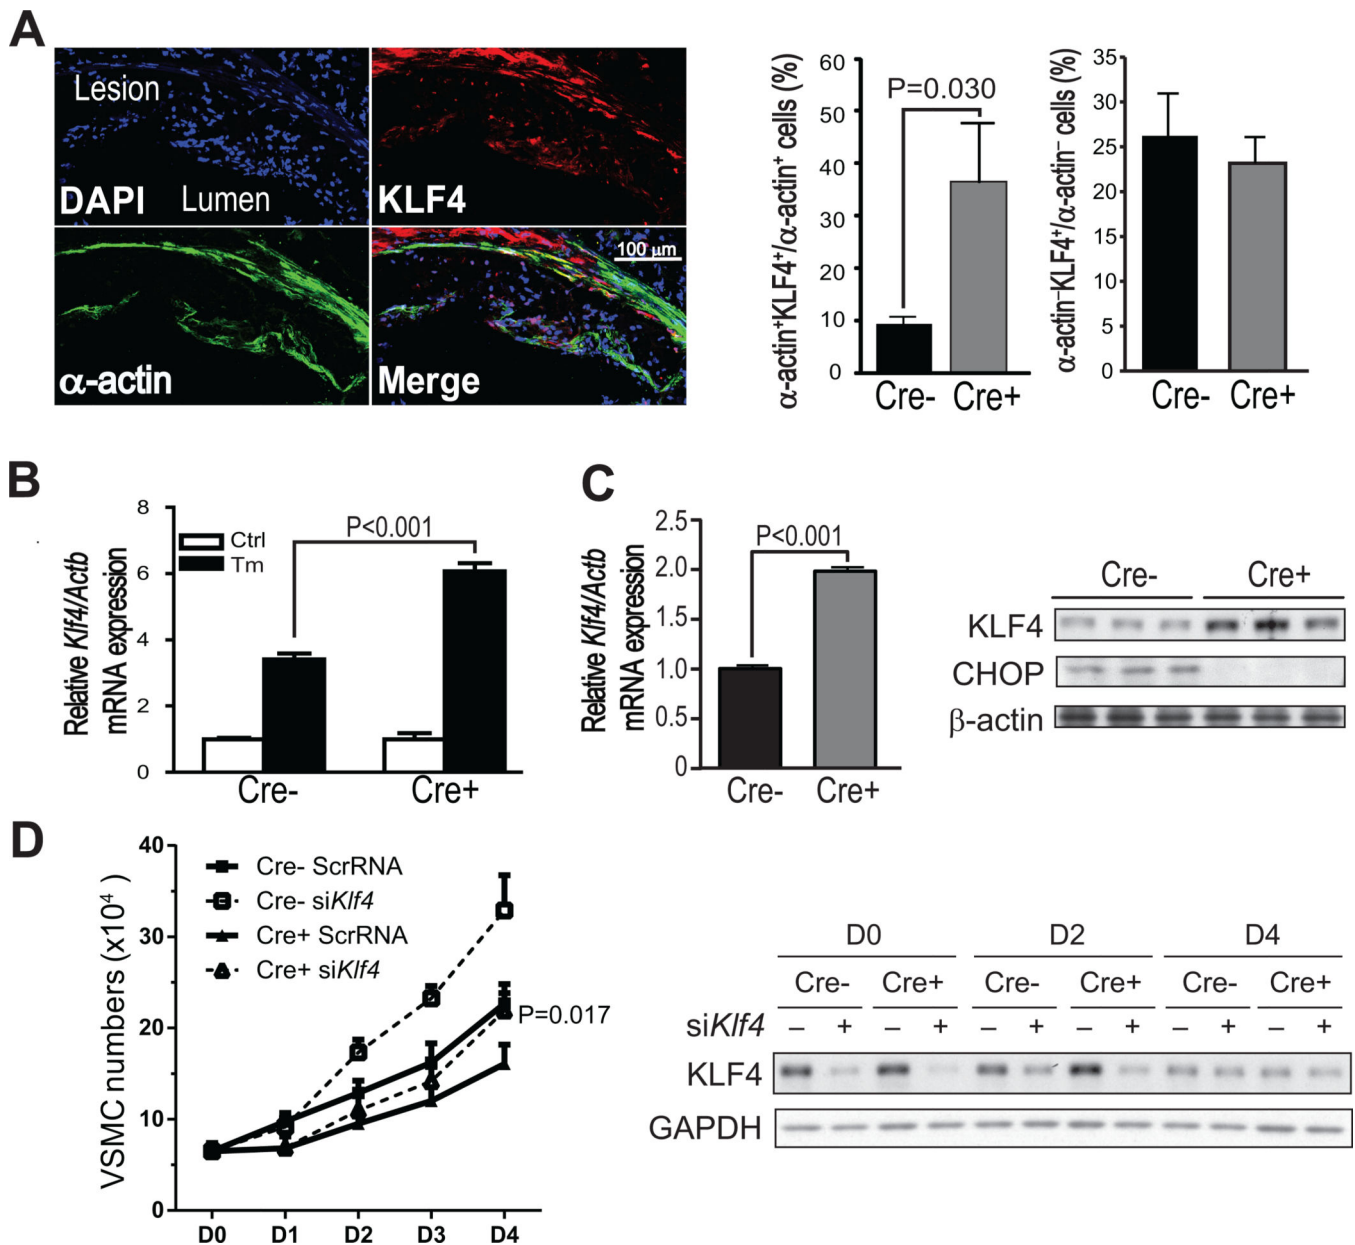 A
Lesion
DAPI
Lumen
KLF4
α-actin
100 μm
Merge
α-actin⁺KLF4⁺/α-actin⁺ cells (%)
60
50
40
30
20
10
0
P=0.030
Cre-
Cre+
α-actin⁻KLF4⁺/α-actin⁻ cells (%)
35
30
25
20
15
10
5
0
Cre-
Cre+
B
Relative Klf4/Actb
mRNA expression
8
6
4
2
0
Ctrl
Tm
P<0.001
Cre-
Cre+
C
Relative Klf4/Actb
mRNA expression
2.5
2.0
1.5
1.0
0.5
0
P<0.001
Cre-
Cre+
Cre-
Cre+
KLF4
CHOP
β-actin
D
VSMC numbers (x10⁴ )
40
30
20
10
0
Cre- ScrRNA
Cre- siKlf4
Cre+ ScrRNA
Cre+ siKlf4
P=0.017
D0
D1
D2
D3
D4
D0
D2
D4
Cre-
Cre+
Cre-
Cre+
Cre-
Cre+
siKlf4
–
+
–
+
–
+
–
+
–
+
–
+
KLF4
GAPDH